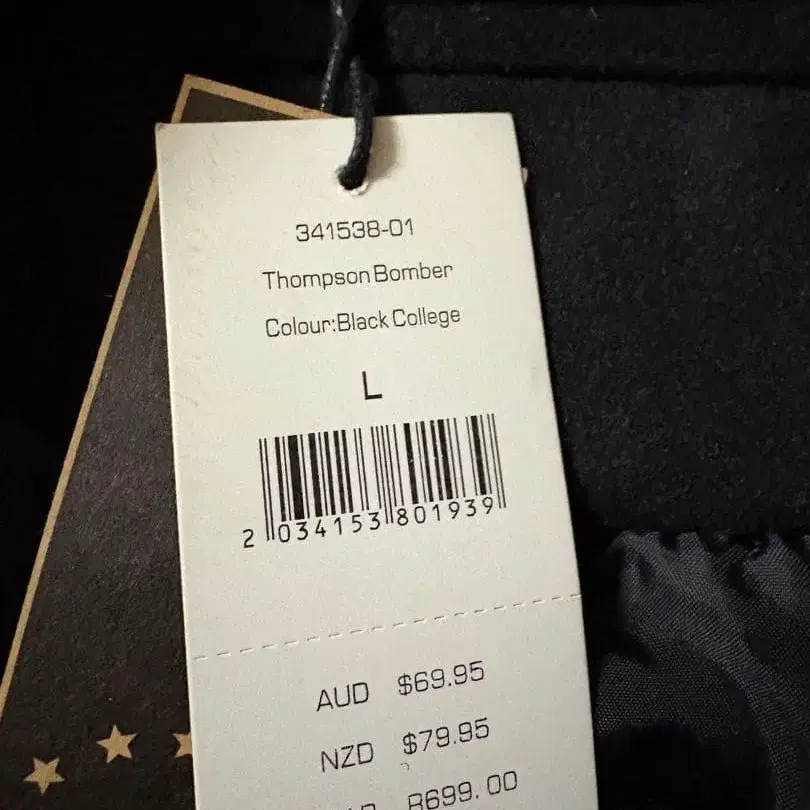 341538-01
Thompson Bomber
Colour:Black College
L
2 034153 801939
AUD $69.95
NZD $79.95
R699.00